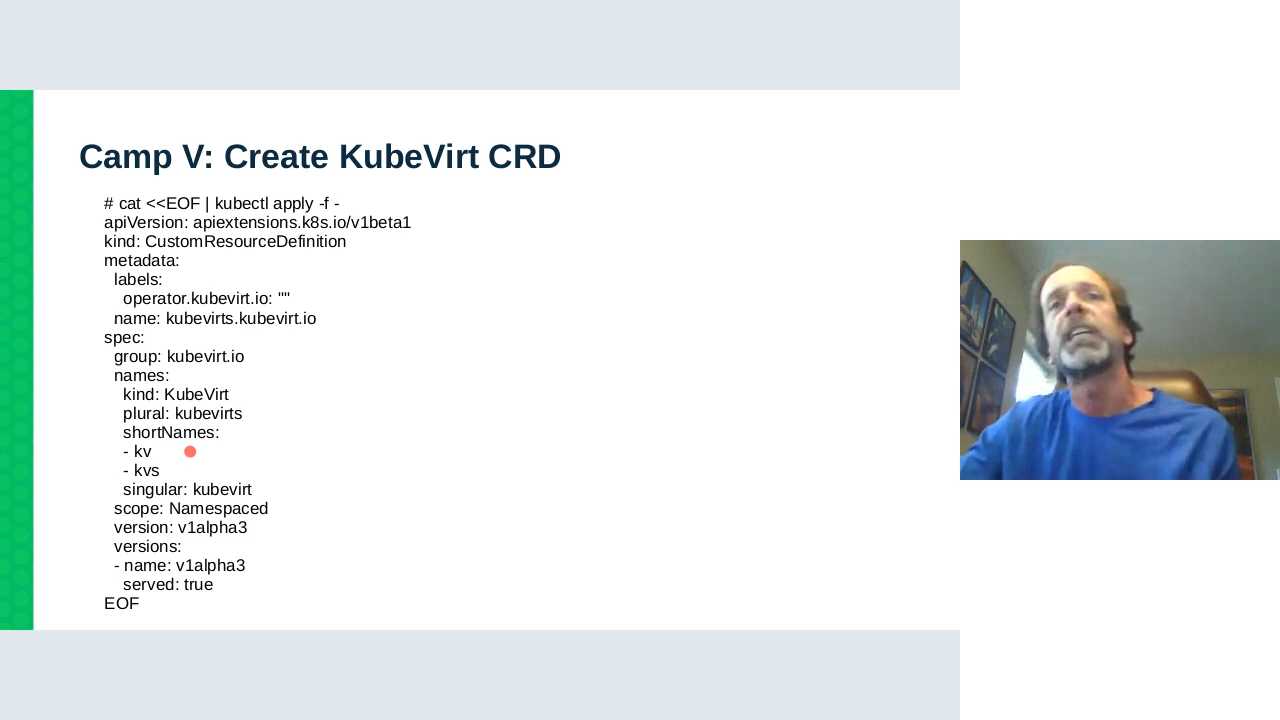 Camp V: Create KubeVirt CRD
# cat <<EOF | kubectl apply -f -
apiVersion: apiextensions.k8s.io/v1beta1
kind: CustomResourceDefinition
metadata:
  labels:
    operator.kubevirt.io: ""
  name: kubevirts.kubevirt.io
spec:
  group: kubevirt.io
  names:
    kind: KubeVirt
    plural: kubevirts
    shortNames:
    - kv
    - kvs
    singular: kubevirt
  scope: Namespaced
  version: v1alpha3
  versions:
  - name: v1alpha3
    served: true
EOF